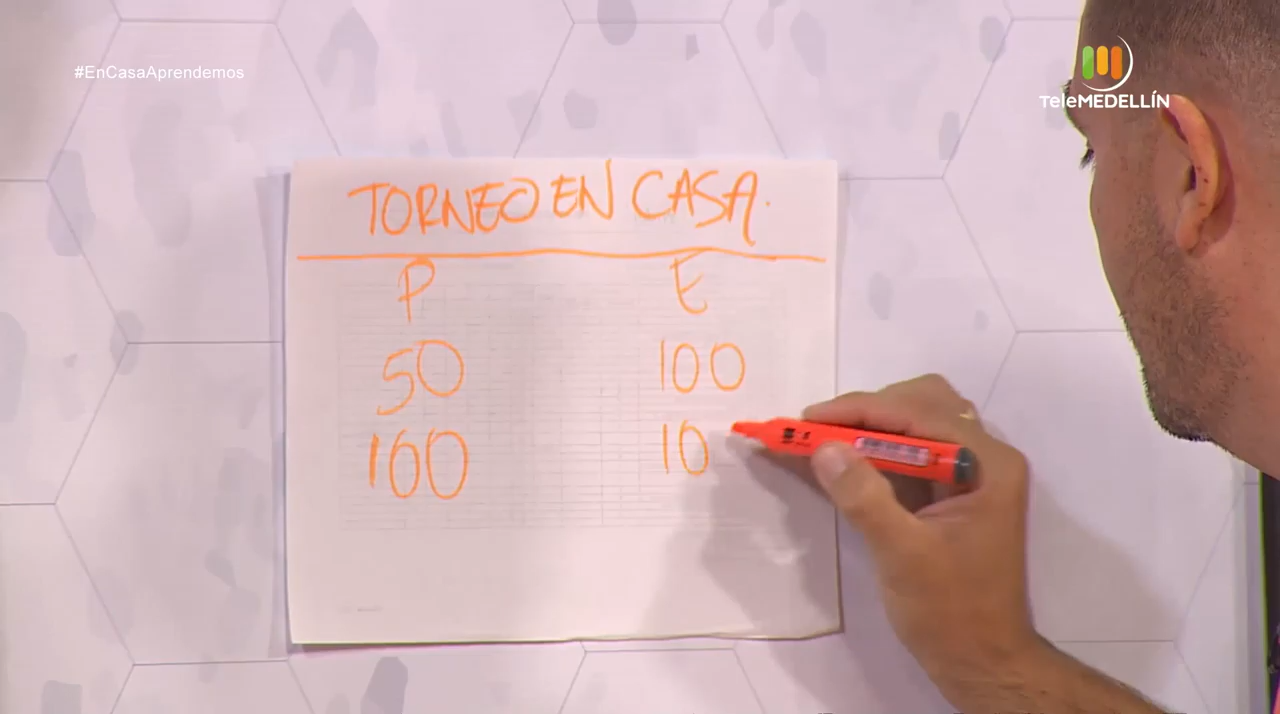 #EnCasaAprendemos
TeleMEDELLÍN
TORNEO EN CASA.
P E
50 100
100 10